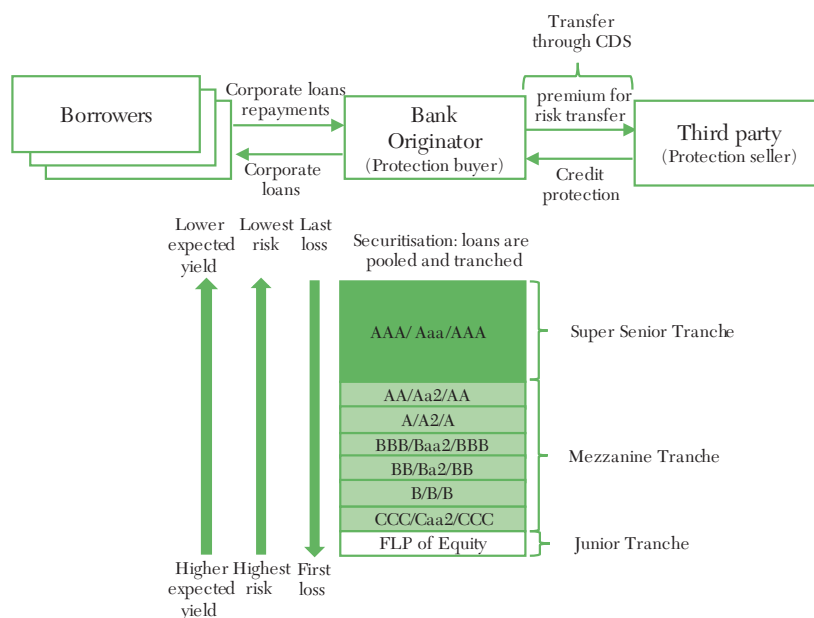 Transfer
through CDS
Borrowers
Corporate loans
repayments
Corporate
loans
Bank
Originator
(Protection buyer)
premium for
risk transfer
Credit
protection
Third party
(Protection seller)
Lower
expected
yield
Lowest
risk
Last
loss
Securitisation: loans are
pooled and tranched
AAA/ Aaa/AAA
Super Senior Tranche
AA/Aa2/AA
A/A2/A
BBB/Baa2/BBB
BB/Ba2/BB
B/B/B
CCC/Caa2/CCC
Mezzanine Tranche
FLP of Equity
Junior Tranche
Higher
expected
yield
Highest
risk
First
loss